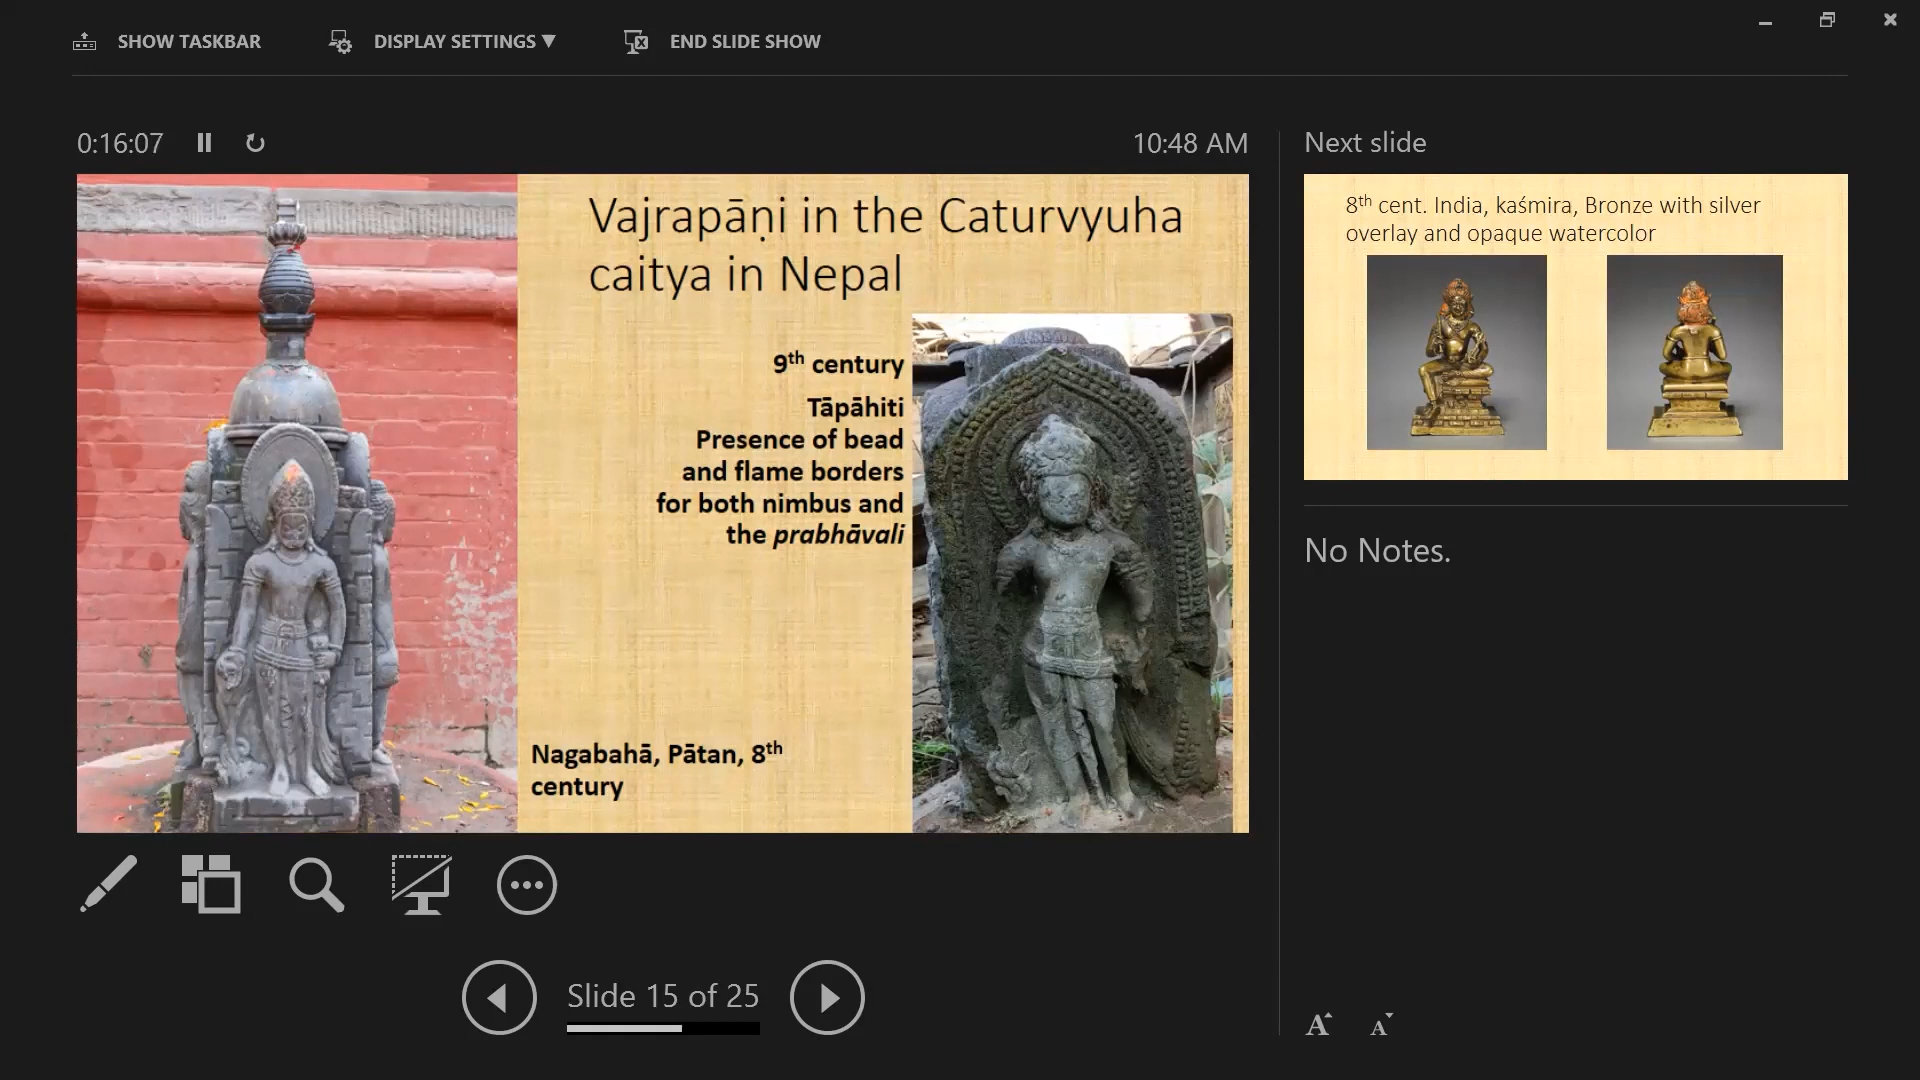 SHOW TASKBAR
DISPLAY SETTINGS ▼
END SLIDE SHOW
0:16:07
10:48 AM
Vajrapāṇi in the Caturvyuha
caitya in Nepal
9th century
Tāpāhiti
Presence of bead
and flame borders
for both nimbus and
the prabhāvali
Nagabahā, Pātan, 8th
century
Slide 15 of 25
Next slide
8th cent. India, kaśmira, Bronze with silver
overlay and opaque watercolor
No Notes.
A
A